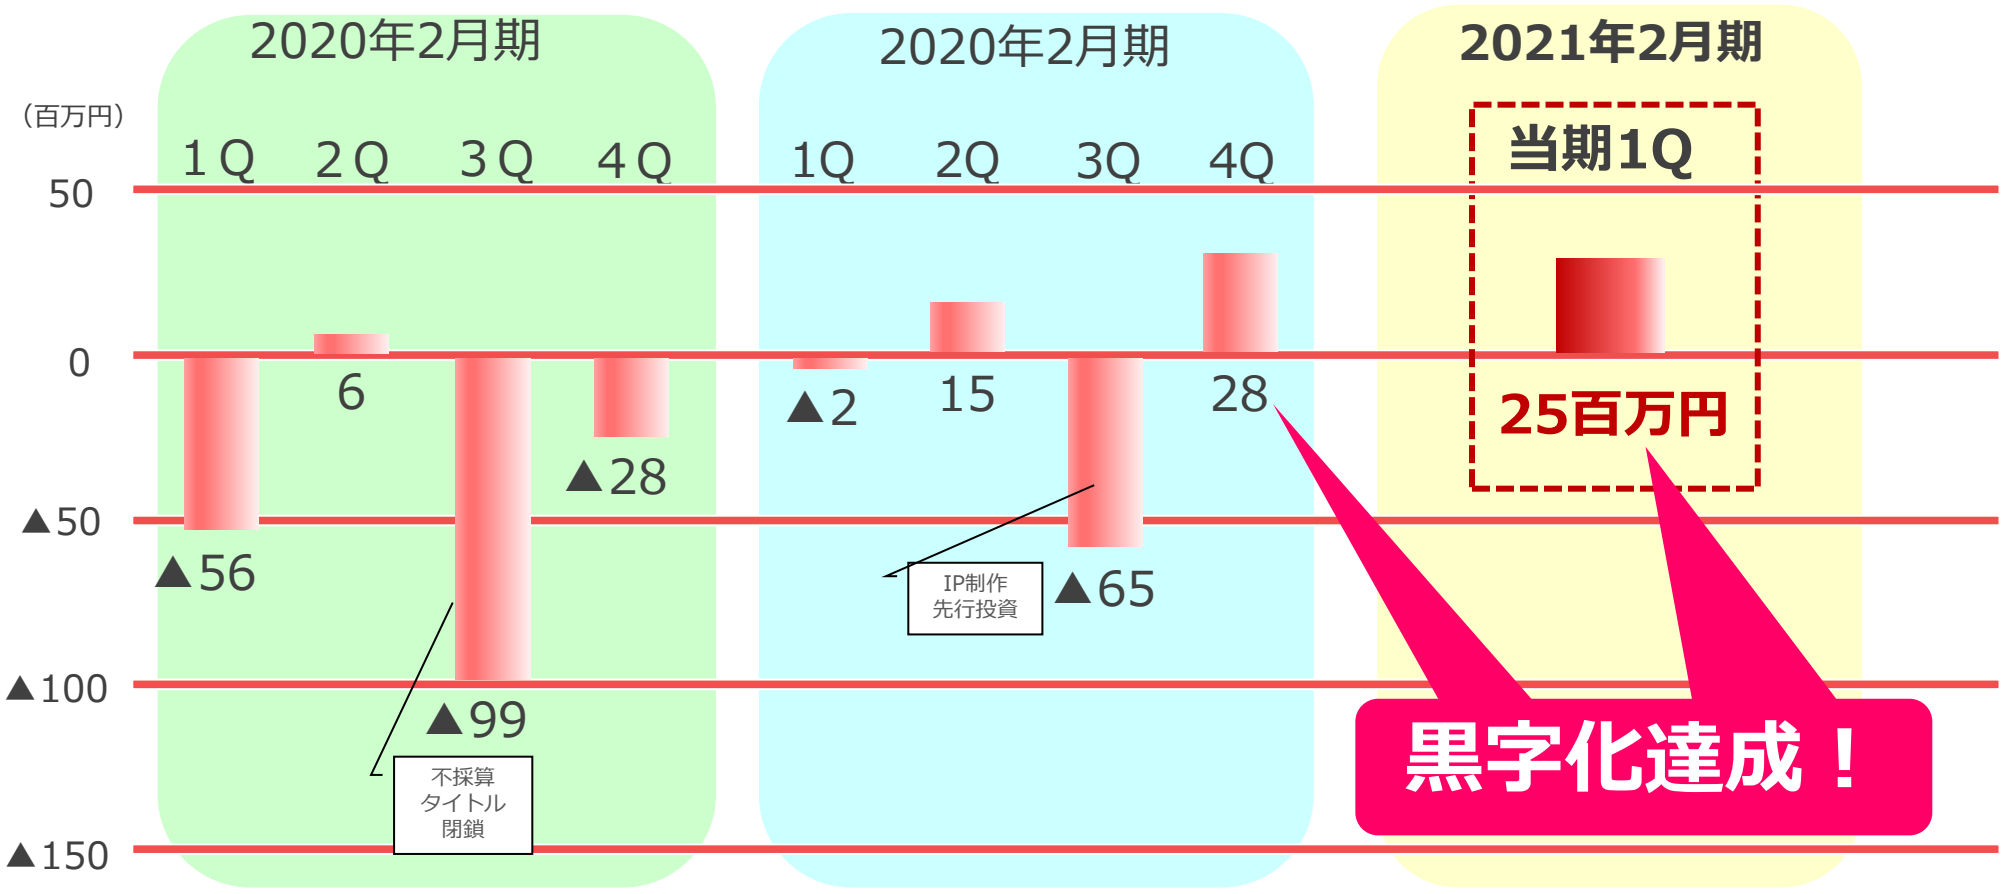 2020年2月期
2020年2月期
2021年2月期
（百万円）
１Q
２Q
３Q
４Q
1Q
2Q
3Q
4Q
当期1Q
50
0
▲50
▲100
▲150
▲56
6
▲99
▲28
▲2
15
▲65
28
25百万円
不採算
タイトル
閉鎖
IP制作
先行投資
黒字化達成！